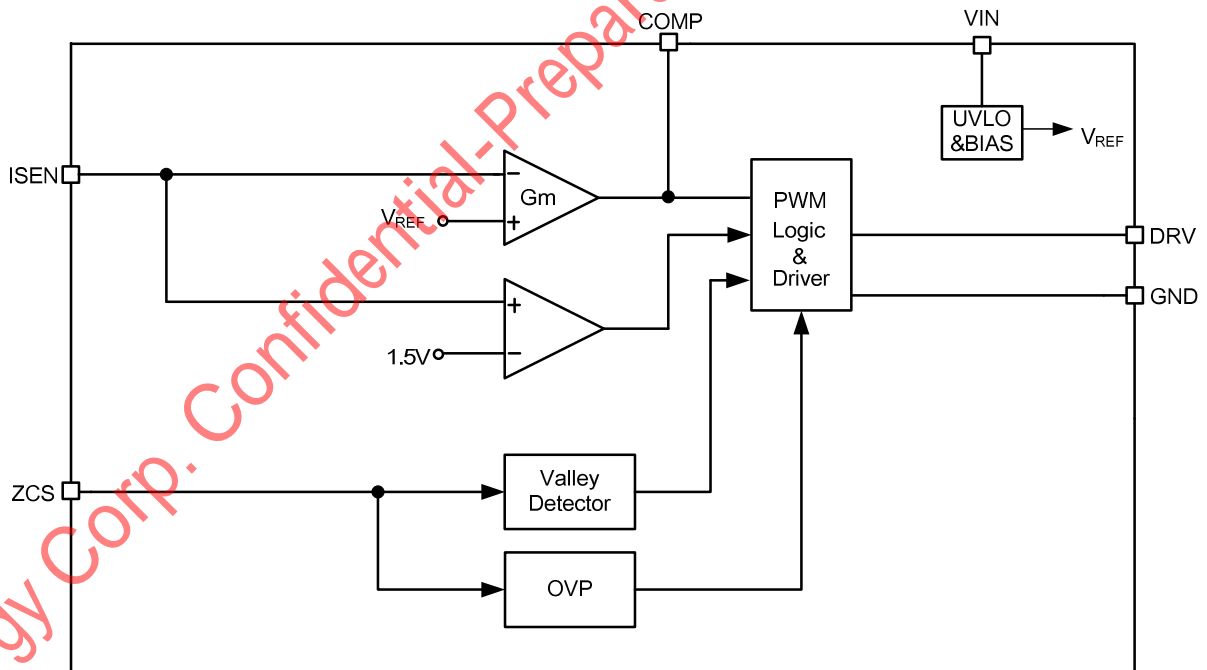 COMP
VIN
UVLO
&BIAS
VREF
ISEN
−
Gm
VREF
+
PWM
Logic
&
Driver
DRV
GND
+
1.5V
−
ZCS
Valley
Detector
OVP
gy Corp. Confidential-Prepar